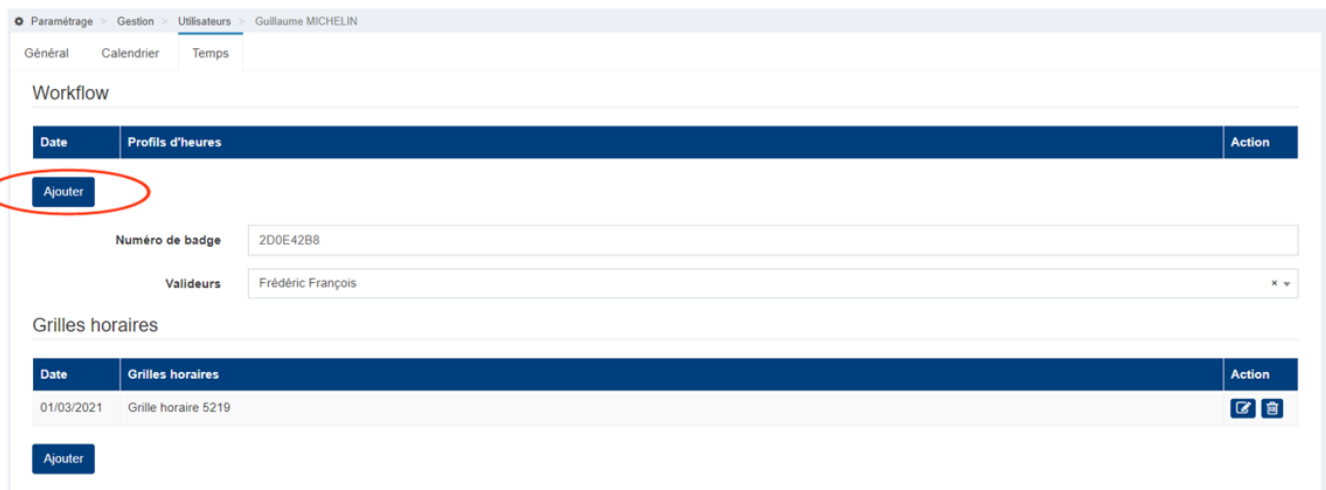 Paramétrage > Gestion > Utilisateurs > Guillaume MICHELIN
Général Calendrier Temps
Workflow
Date Profils d'heures Action
Ajouter
Numéro de badge 2D0E42B8
Valideurs Frédéric François × 
Grilles horaires
Date Grilles horaires Action
01/03/2021 Grille horaire 5219
Ajouter